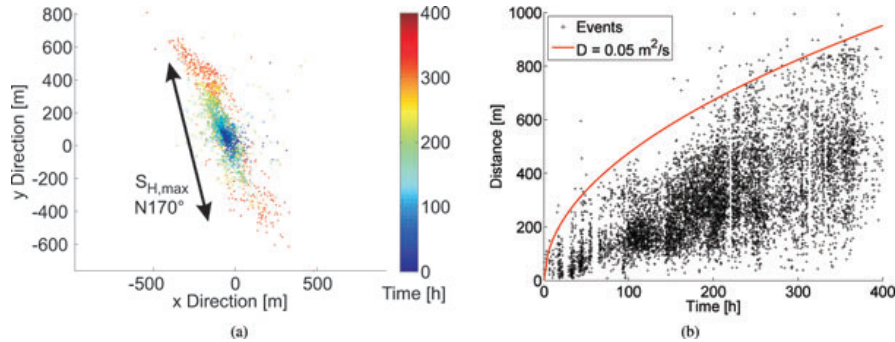 800
600
400
200
0
-200
-400
-600
y Direction [m]
S_H,max
N170°
-500
0
500
x Direction [m]
400
300
200
100
0
Time [h]
(a)
1000
800
600
400
200
0
Distance [m]
Events
D = 0.05 m²/s
0
100
200
300
400
Time [h]
(b)